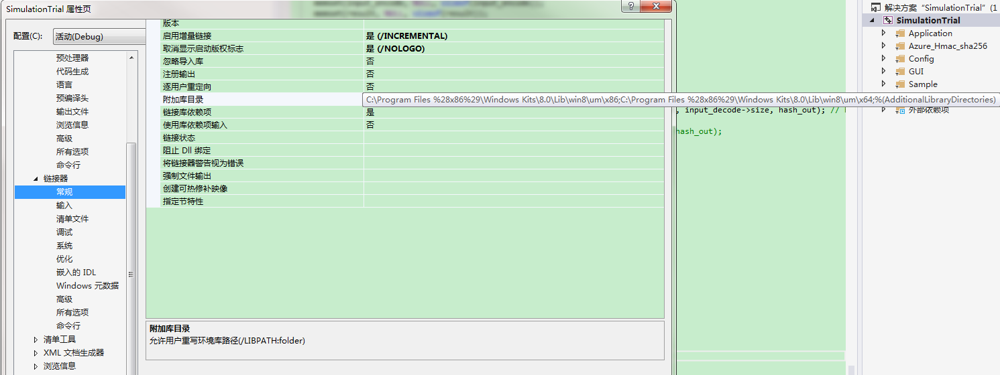 SimulationTrial 属性页
?
配置(C):
活动(Debug)
预处理器
代码生成
语言
预编译头
输出文件
浏览信息
高级
所有选项
命令行
链接器
常规
输入
清单文件
调试
系统
优化
嵌入的 IDL
Windows 元数据
高级
所有选项
命令行
清单工具
XML 文档生成器
浏览信息
版本
启用增量链接 是 (/INCREMENTAL)
取消显示启动版权标志 是 (/NOLOGO)
忽略导入库 否
注册输出 否
逐用户重定向 否
附加库目录 C:\Program Files %28x86%29\Windows Kits\8.0\Lib\win8\um\x86;C:\Program Files %28x86%29\Windows Kits\8.0\Lib\win8\um\x64;%(AdditionalLibraryDirectories)
链接库依赖项 是
使用库依赖项输入 否
链接状态
阻止 Dll 绑定
将链接器警告视为错误
强制文件输出
创建可热修补映像
指定节特性
附加库目录
允许用户重写环境库路径(/LIBPATH:folder)
, input_decode->size, hash_out); //
hash_out);
解决方案 "SimulationTrial" (1
SimulationTrial
Application
Azure_Hmac_sha256
Config
GUI
Sample
外部依赖项